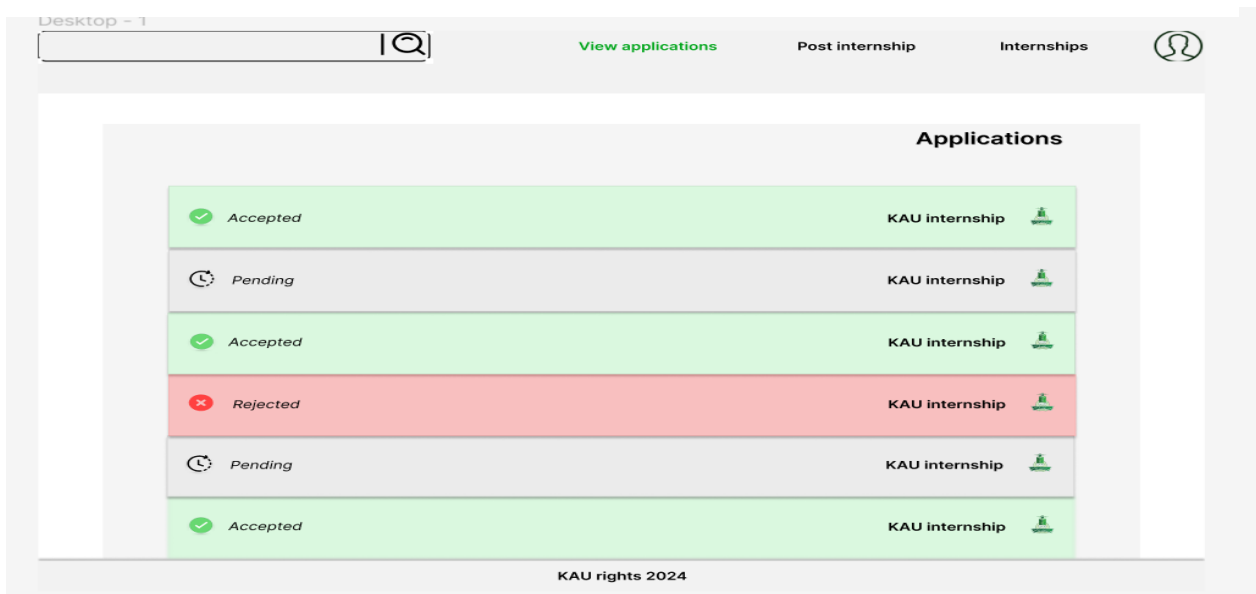 Desktop - 1
View applications Post internship Internships
Applications
Accepted KAU internship
Pending KAU internship
Accepted KAU internship
Rejected KAU internship
Pending KAU internship
Accepted KAU internship
KAU rights 2024